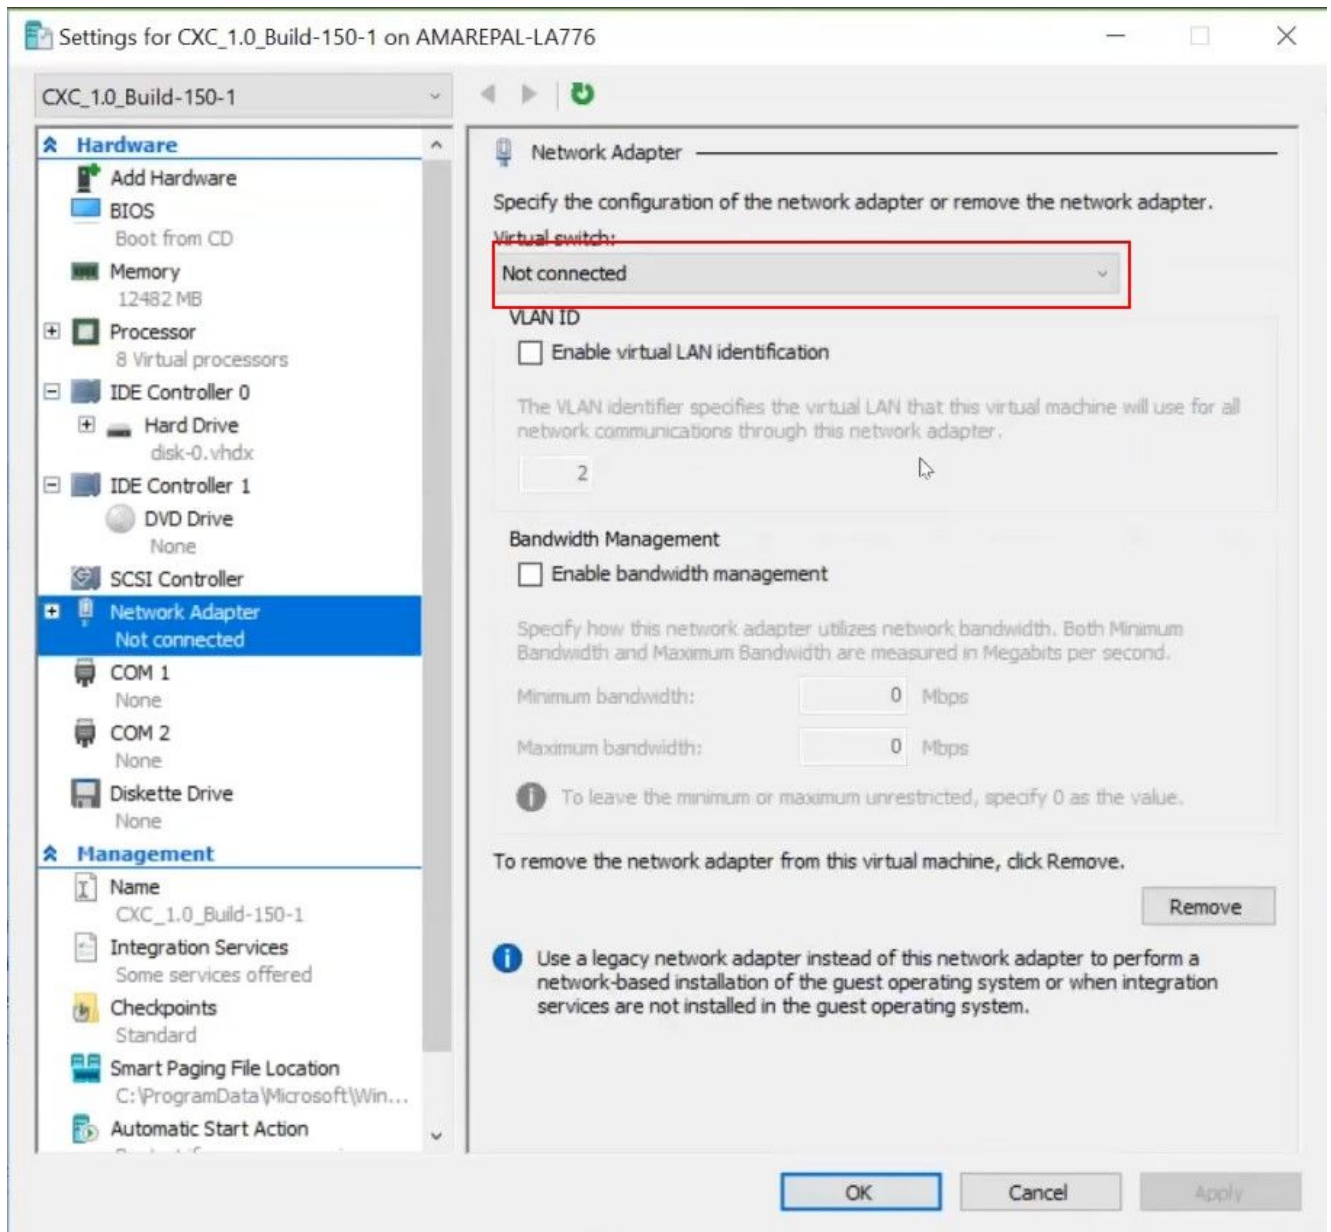 Settings for CXC_1.0_Build-150-1 on AMAREPAL-LA776
CXC_1.0_Build-150-1
Hardware
Add Hardware
BIOS
Boot from CD
Memory
12482 MB
Processor
8 Virtual processors
IDE Controller 0
Hard Drive
disk-0.vhdx
IDE Controller 1
DVD Drive
None
SCSI Controller
Network Adapter
Not connected
COM 1
None
COM 2
None
Diskette Drive
None
Management
Name
CXC_1.0_Build-150-1
Integration Services
Some services offered
Checkpoints
Standard
Smart Paging File Location
C:\ProgramData\Microsoft\Win...
Automatic Start Action
Network Adapter
Specify the configuration of the network adapter or remove the network adapter.
Virtual switch:
Not connected
VLAN ID
Enable virtual LAN identification
The VLAN identifier specifies the virtual LAN that this virtual machine will use for all
network communications through this network adapter.
2
Bandwidth Management
Enable bandwidth management
Specify how this network adapter utilizes network bandwidth. Both Minimum
Bandwidth and Maximum Bandwidth are measured in Megabits per second.
Minimum bandwidth: 0 Mbps
Maximum bandwidth: 0 Mbps
To leave the minimum or maximum unrestricted, specify 0 as the value.
To remove the network adapter from this virtual machine, click Remove.
Remove
Use a legacy network adapter instead of this network adapter to perform a
network-based installation of the guest operating system or when integration
services are not installed in the guest operating system.
OK Cancel Apply